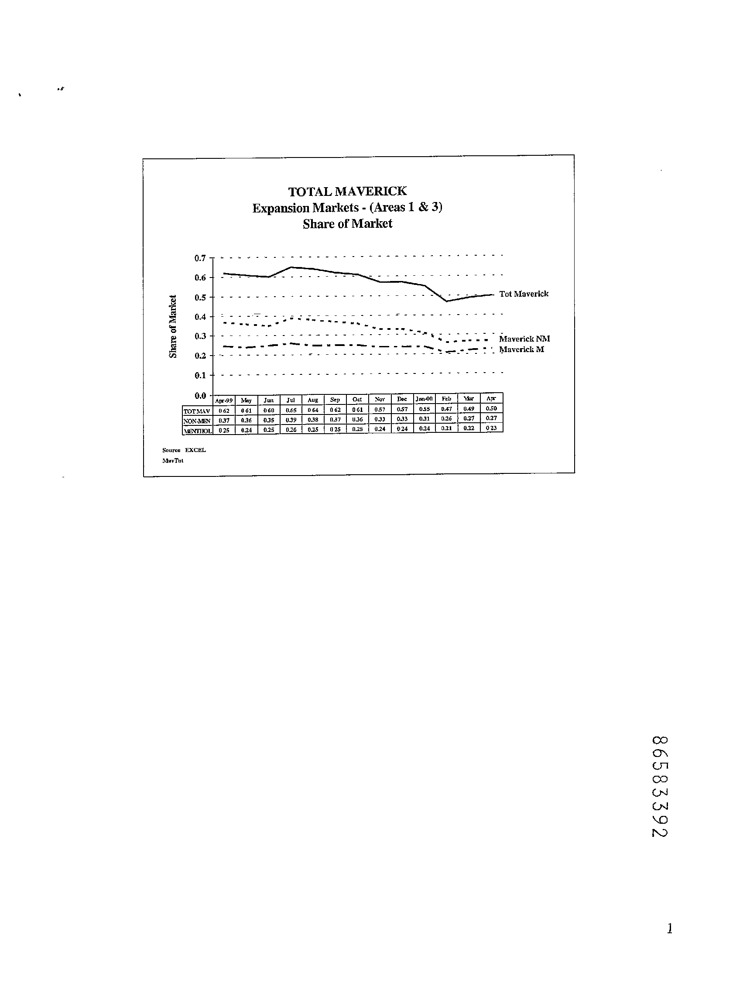 TOTAL MAVERICK
Expansion Markets - (Areas 1 & 3)
Share of Market
Share of Market
0.7
0.6
0.5
0.4
0.3
0.2
0.1
0.0
Tot Maverick
Maverick NM
Maverick M
Apr-99 May Jun Jul Aug Sep Oct Nov Dec Jan-00 Feb Mar Apr
TOT MAV 0.62 0.61 0.60 0.65 0.64 0.62 0.61 0.57 0.57 0.55 0.47 0.49 0.50
NON-MEN 0.37 0.36 0.35 0.39 0.38 0.37 0.36 0.33 0.33 0.31 0.26 0.27 0.27
MENTHOL 0.25 0.24 0.25 0.26 0.25 0.25 0.25 0.24 0.24 0.24 0.21 0.22 0.23
Source EXCEL
MavTot
86583392
1